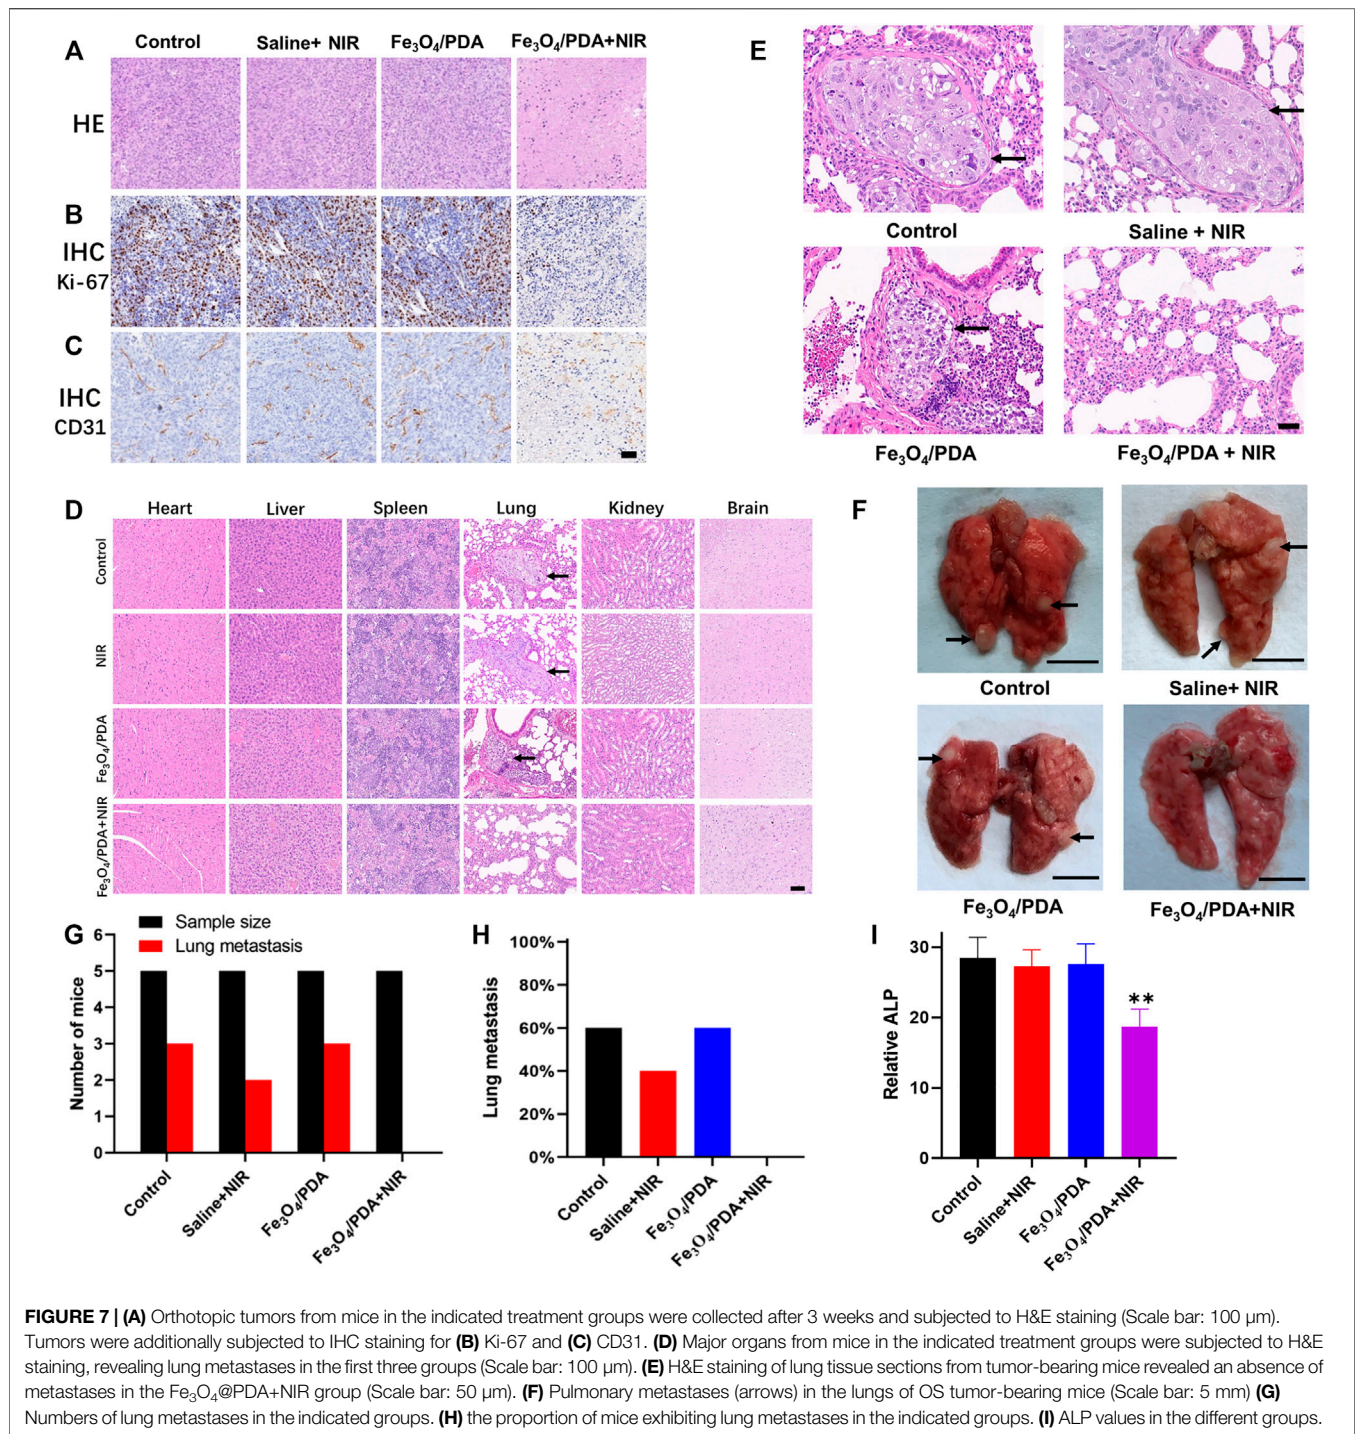 A
Control Saline+ NIR Fe₃O₄/PDA Fe₃O₄/PDA+NIR
HE
B
IHC
Ki-67
C
IHC
CD31
E
Control Saline + NIR
Fe₃O₄/PDA Fe₃O₄/PDA + NIR
D
Heart Liver Spleen Lung Kidney Brain
Control
NIR
Fe₃O₄/PDA
Fe₃O₄/PDA+NIR
F
Control Saline+ NIR
Fe₃O₄/PDA Fe₃O₄/PDA+NIR
G
Sample size
Lung metastasis
Number of mice
6
5
4
3
2
1
0
Control
Saline+NIR
Fe₃O₄/PDA
Fe₃O₄/PDA+NIR
H
Lung metastasis
100%
80%
60%
40%
20%
0%
Control
Saline+NIR
Fe₃O₄/PDA
Fe₃O₄/PDA+NIR
I
Relative ALP
30
20
10
0
**
Control
Saline+NIR
Fe₃O₄/PDA
Fe₃O₄/PDA+NIR
FIGURE 7 | (A) Orthotopic tumors from mice in the indicated treatment groups were collected after 3 weeks and subjected to H&E staining (Scale bar: 100 µm).
Tumors were additionally subjected to IHC staining for (B) Ki-67 and (C) CD31. (D) Major organs from mice in the indicated treatment groups were subjected to H&E
staining, revealing lung metastases in the first three groups (Scale bar: 100 µm). (E) H&E staining of lung tissue sections from tumor-bearing mice revealed an absence of
metastases in the Fe₃O₄@PDA+NIR group (Scale bar: 50 µm). (F) Pulmonary metastases (arrows) in the lungs of OS tumor-bearing mice (Scale bar: 5 mm) (G)
Numbers of lung metastases in the indicated groups. (H) the proportion of mice exhibiting lung metastases in the indicated groups. (I) ALP values in the different groups.